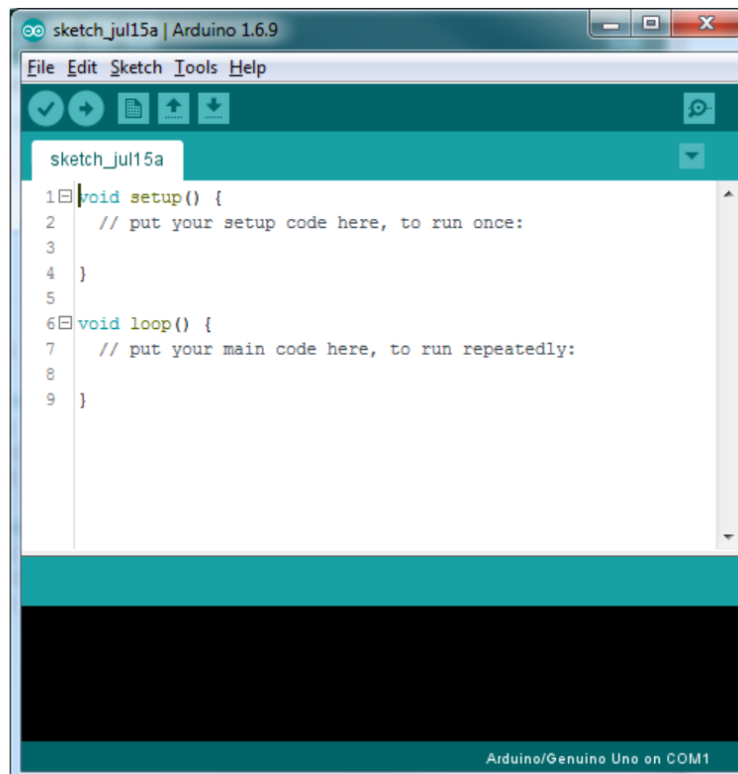 sketch_jul15a | Arduino 1.6.9
File Edit Sketch Tools Help
sketch_jul15a
1 void setup() {
2 // put your setup code here, to run once:
3
4 }
5
6 void loop() {
7 // put your main code here, to run repeatedly:
8
9 }
Arduino/Genuino Uno on COM1